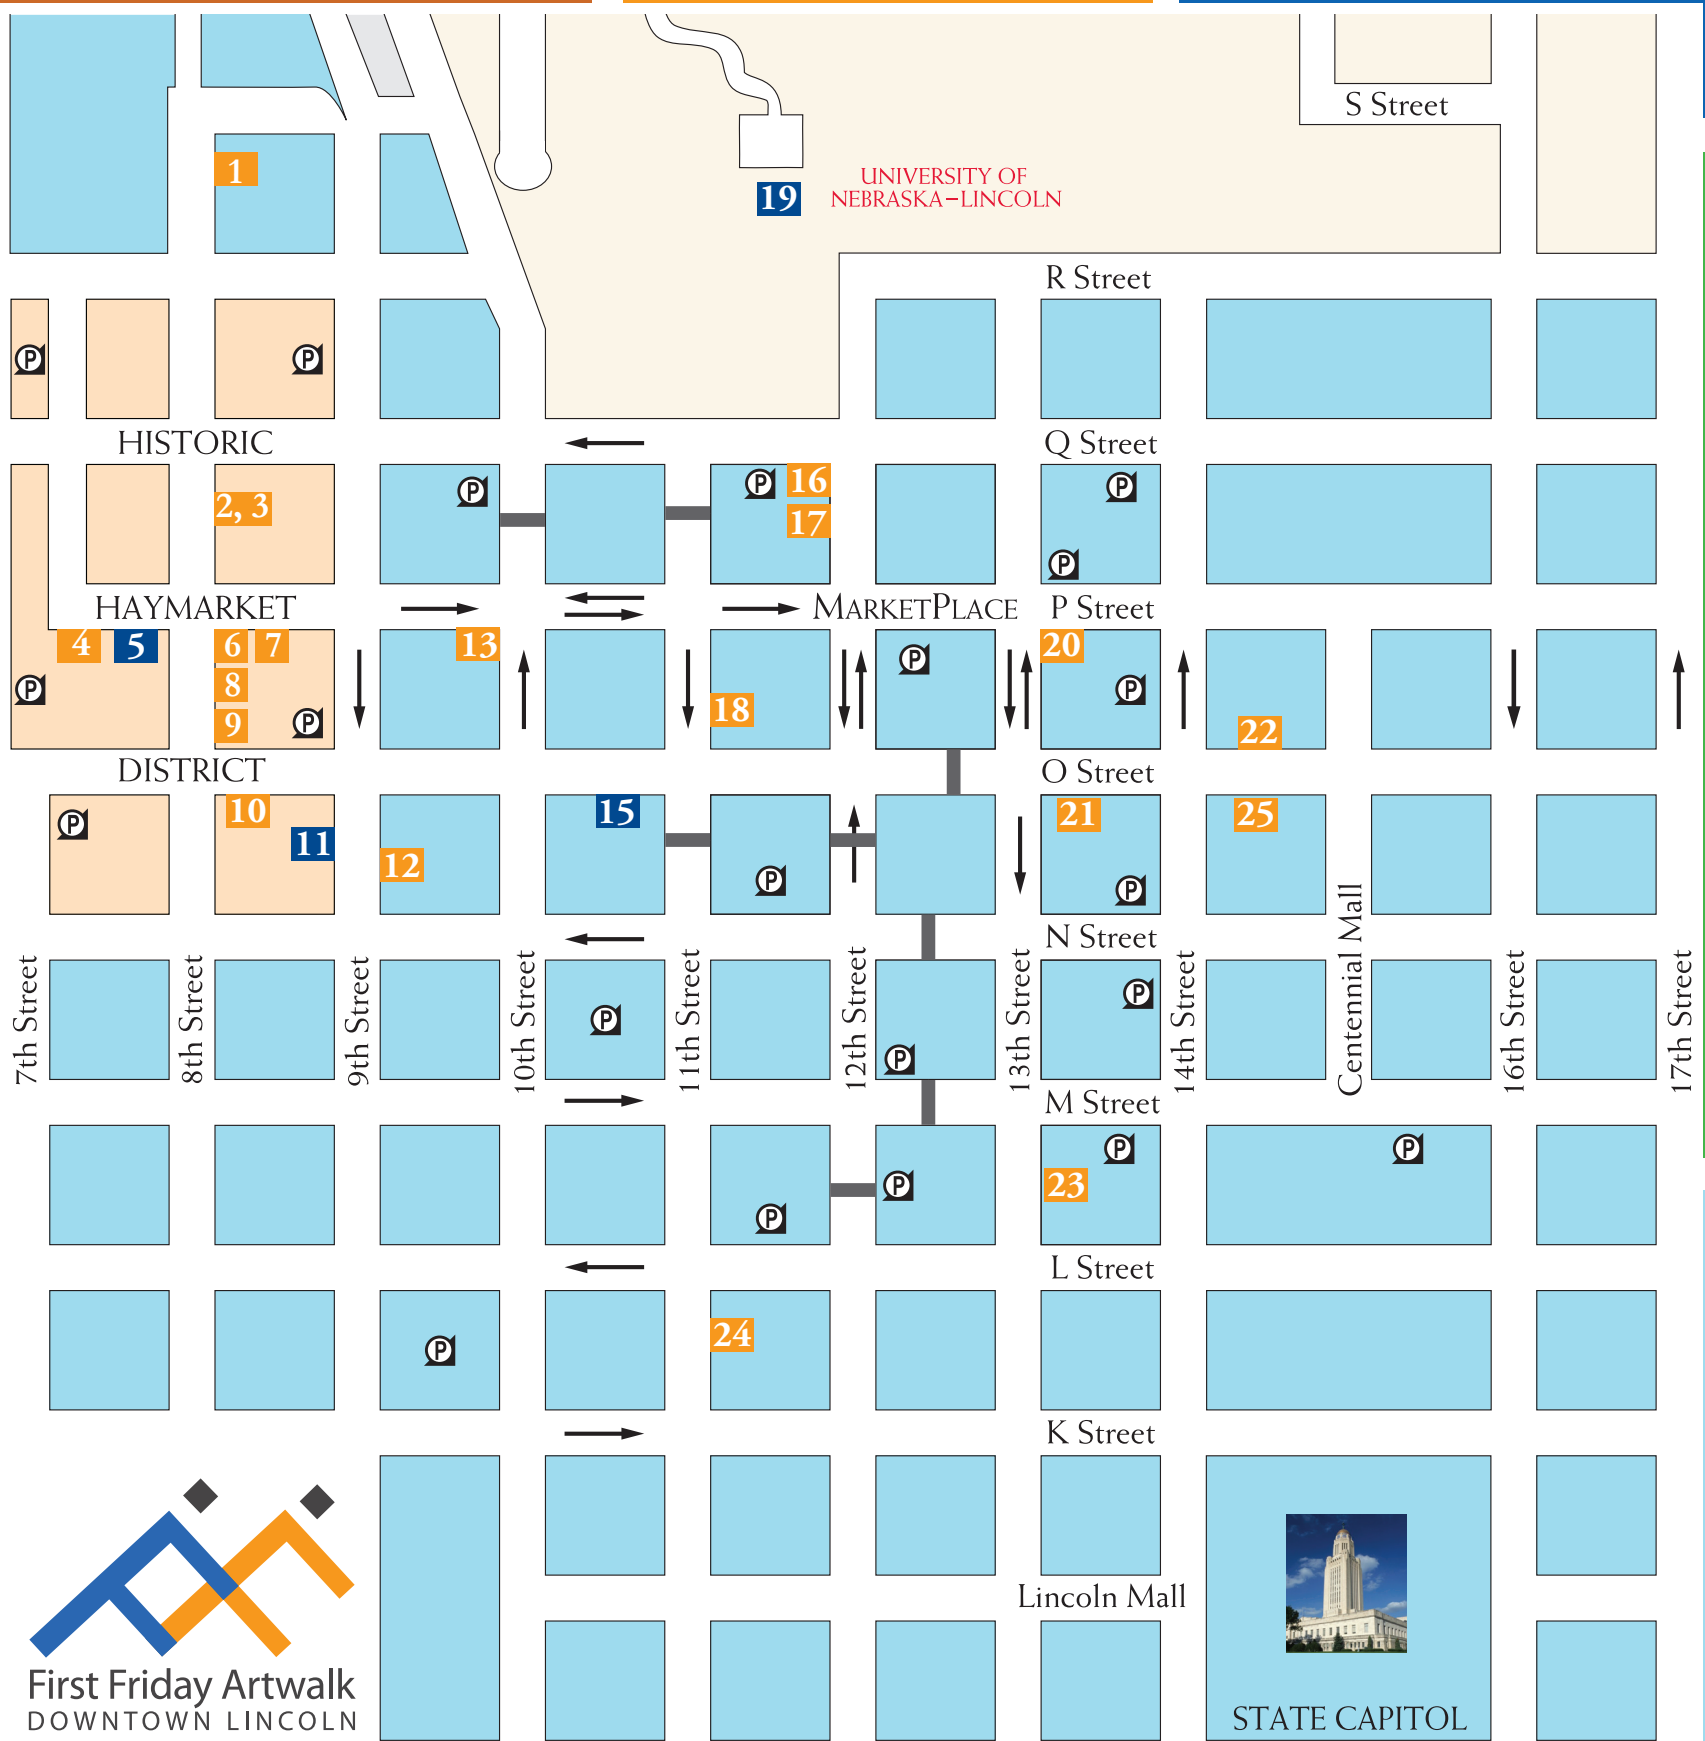 S Street
1
19
UNIVERSITY OF
NEBRASKA–LINCOLN
R Street
P
P
HISTORIC
Q Street
2, 3
P
P
16
17
P
P
HAYMARKET
MARKETPLACE
P Street
4
5
6
7
8
9
13
18
20
22
P
P
P
P
DISTRICT
O Street
P
10
11
12
15
P
21
P
25
N Street
7th Street
8th Street
9th Street
10th Street
11th Street
12th Street
13th Street
14th Street
Centennial Mall
16th Street
17th Street
P
P
P
M Street
P
P
23
P
P
L Street
P
24
K Street
Lincoln Mall
First Friday Artwalk
DOWNTOWN LINCOLN
STATE CAPITOL